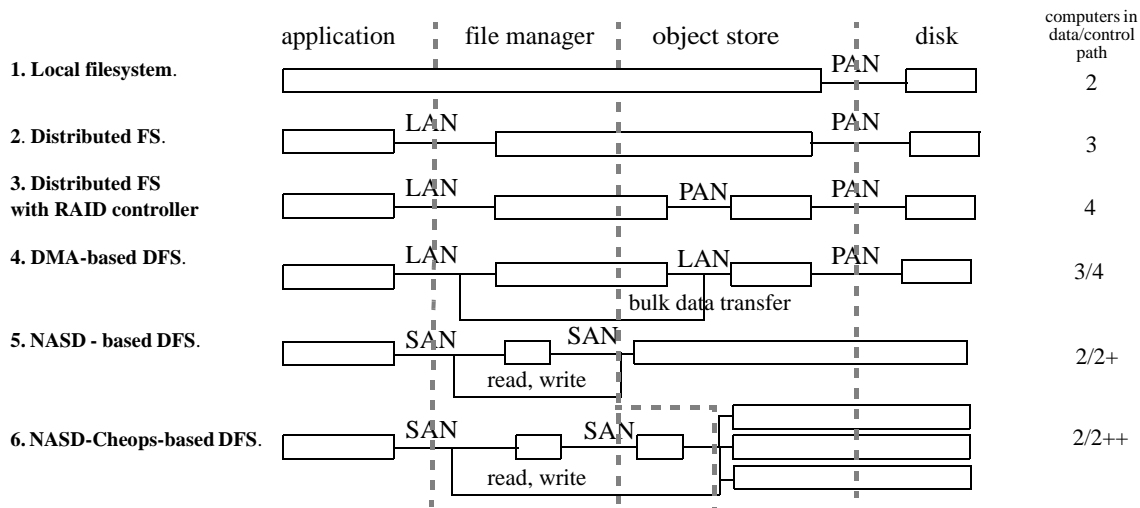 application file manager object store disk
computers in
data/control
path
1. Local filesystem.
PAN
2
2. Distributed FS.
LAN PAN
3
3. Distributed FS
with RAID controller
LAN PAN PAN
4
4. DMA-based DFS.
LAN LAN PAN
bulk data transfer
3/4
5. NASD - based DFS.
SAN SAN
read, write
2/2+
6. NASD-Cheops-based DFS.
SAN SAN
read, write
2/2++